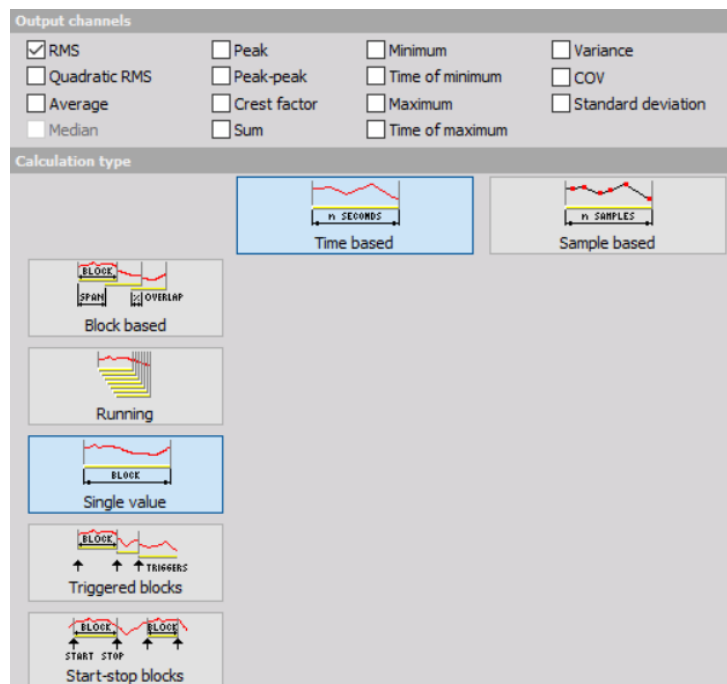 Output channels
RMS Peak Minimum Variance
Quadratic RMS Peak-peak Time of minimum COV
Average Crest factor Maximum Standard deviation
Median Sum Time of maximum
Calculation type
n SECONDS n SAMPLES
Time based Sample based
BLOCK
SPAN % OVERLAP
Block based
Running
BLOCK
Single value
BLOCK
TRIGGERS
Triggered blocks
BLOCK BLOCK
START STOP
Start-stop blocks